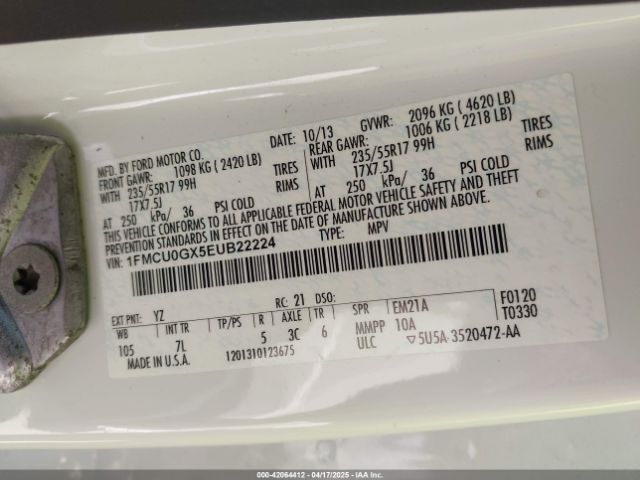 MFD. BY FORD MOTOR CO.
DATE: 10/13 GVWR: 2096 KG ( 4620 LB)
FRONT GAWR: 1098 KG ( 2420 LB) REAR GAWR: 1006 KG ( 2218 LB)
WITH 235/55R17 99H TIRES WITH 235/55R17 99H TIRES
17X7.5J RIMS 17X7.5J RIMS
AT 250 kPa/ 36 PSI COLD AT 250 kPa/ 36 PSI COLD
THIS VEHICLE CONFORMS TO ALL APPLICABLE FEDERAL MOTOR VEHICLE SAFETY AND THEFT
PREVENTION STANDARDS IN EFFECT ON THE DATE OF MANUFACTURE SHOWN ABOVE.
1FMCU0GX5EUB22224 TYPE: MPV
EXT PNT: YZ RC: 21 DSO:
WB INT TR TP/PS R AXLE TR SPR EM21A F0120
105 7L 5 3C 6 MMPP 10A T0330
MADE IN U.S.A. 1201310123675 ULC ▽5U5A-3520472-AA
000-42064412 - 04/17/2025 - IAAI Inc.